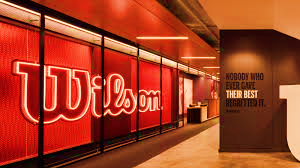 Wilson
NOBODY WHO
EVER GAVE
THEIR BEST
REGRETTED IT.